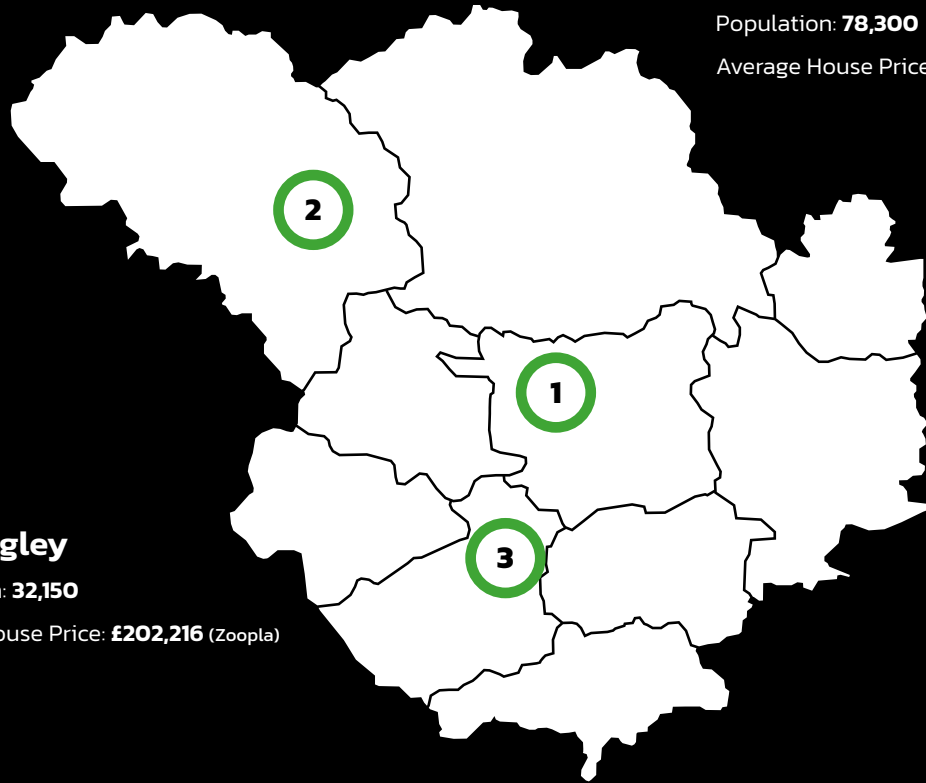 Population: 78,300
Average House Price
2
1
3
gley
: 32,150
ouse Price: £202,216 (Zoopla)